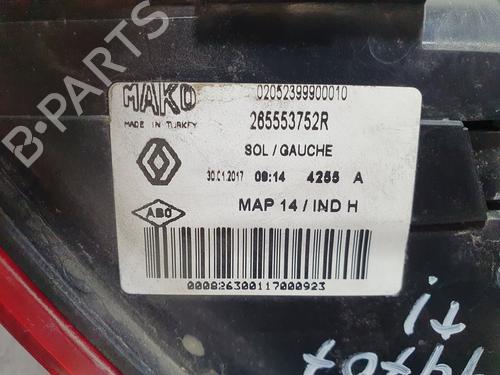 MAKO
02052399900010
MADE IN TURKEY
265553752R
SOL / GAUCHE
30.01.2017 09:14 4255 A
ABO
MAP 14 / IND H
000826300117000923
B-PARTS